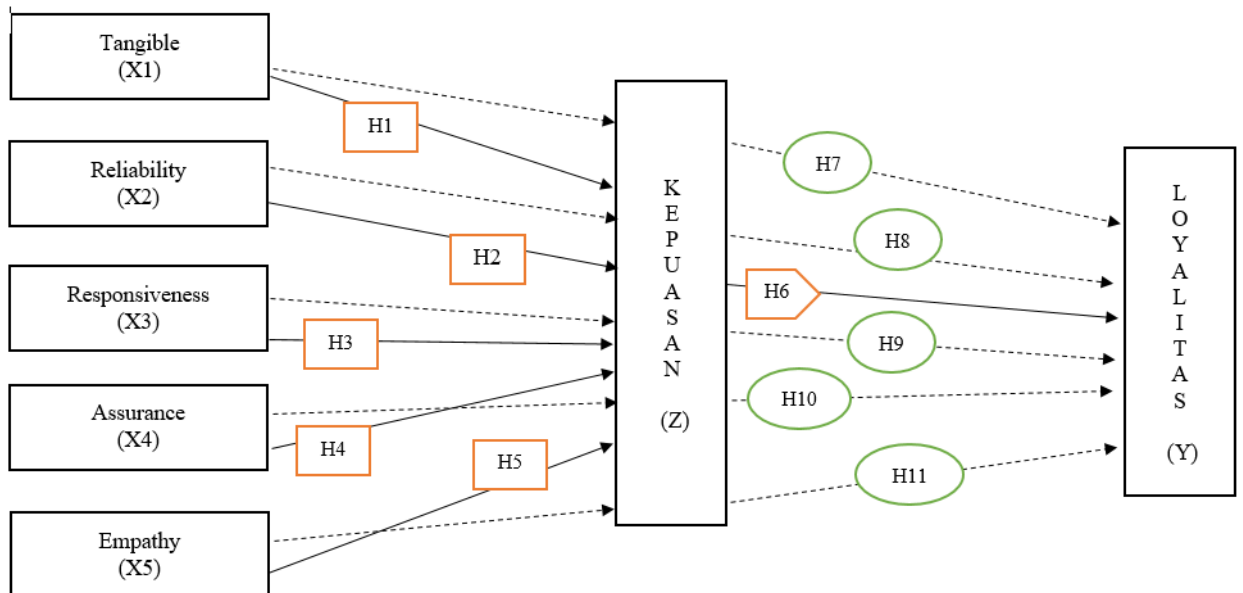 Tangible
(X1)
H1
Reliability
(X2)
H2
Responsiveness
(X3)
H3
Assurance
(X4)
H4
Empathy
(X5)
H5
K
E
P
U
A
S
A
N
(Z)
H7
H8
H6
H9
H10
H11
L
O
Y
A
L
I
T
A
S
(Y)